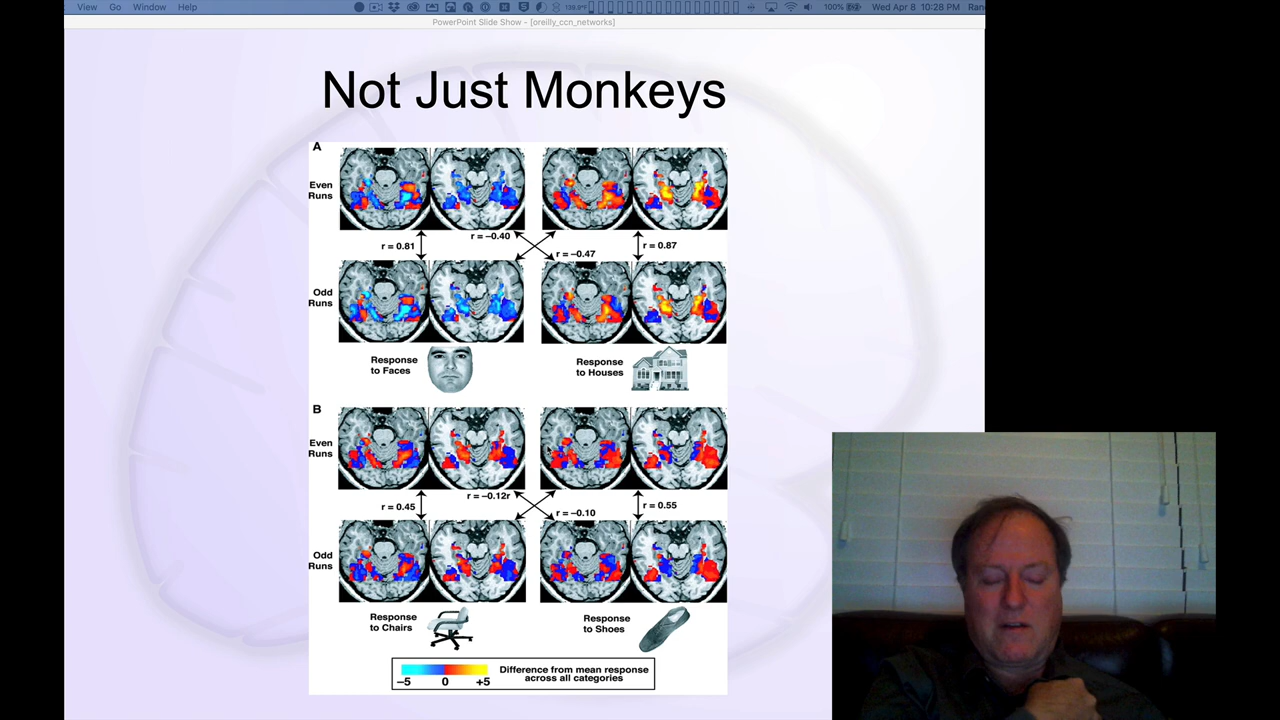 View Go Window Help
139.9°F
100%
Wed Apr 8 10:28 PM
PowerPoint Slide Show - [oreilly_ccn_networks]
Not Just Monkeys
A
Even
Runs
r = 0.81
r = –0.40
r = –0.47
r = 0.87
Odd
Runs
Response
to Faces
Response
to Houses
B
Even
Runs
r = 0.45
r = –0.12r
r = –0.10
r = 0.55
Odd
Runs
Response
to Chairs
Response
to Shoes
–5 0 +5
Difference from mean response
across all categories